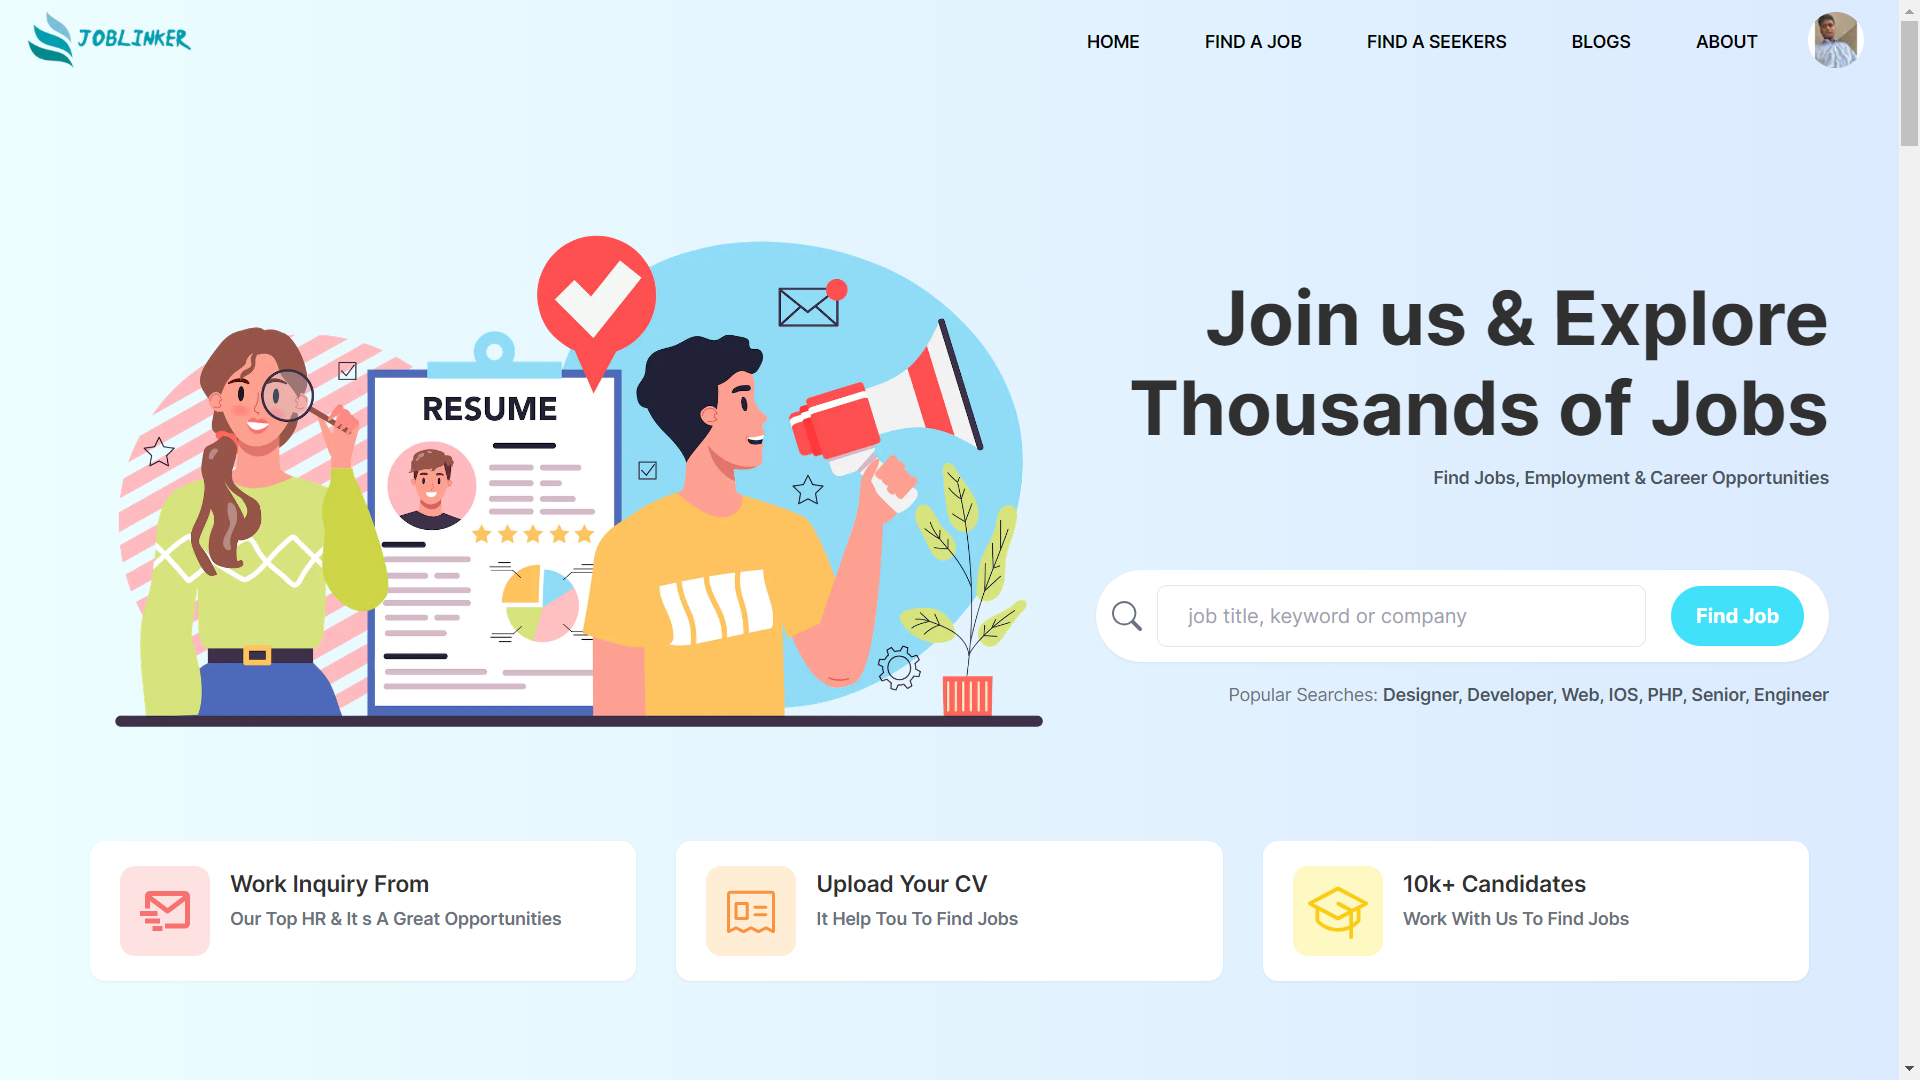 JOBLINKER
HOME FIND A JOB FIND A SEEKERS BLOGS ABOUT
RESUME
Join us & Explore
Thousands of Jobs
Find Jobs, Employment & Career Opportunities
job title, keyword or company
Find Job
Popular Searches: Designer, Developer, Web, IOS, PHP, Senior, Engineer
Work Inquiry From
Our Top HR & It s A Great Opportunities
Upload Your CV
It Help Tou To Find Jobs
10k+ Candidates
Work With Us To Find Jobs